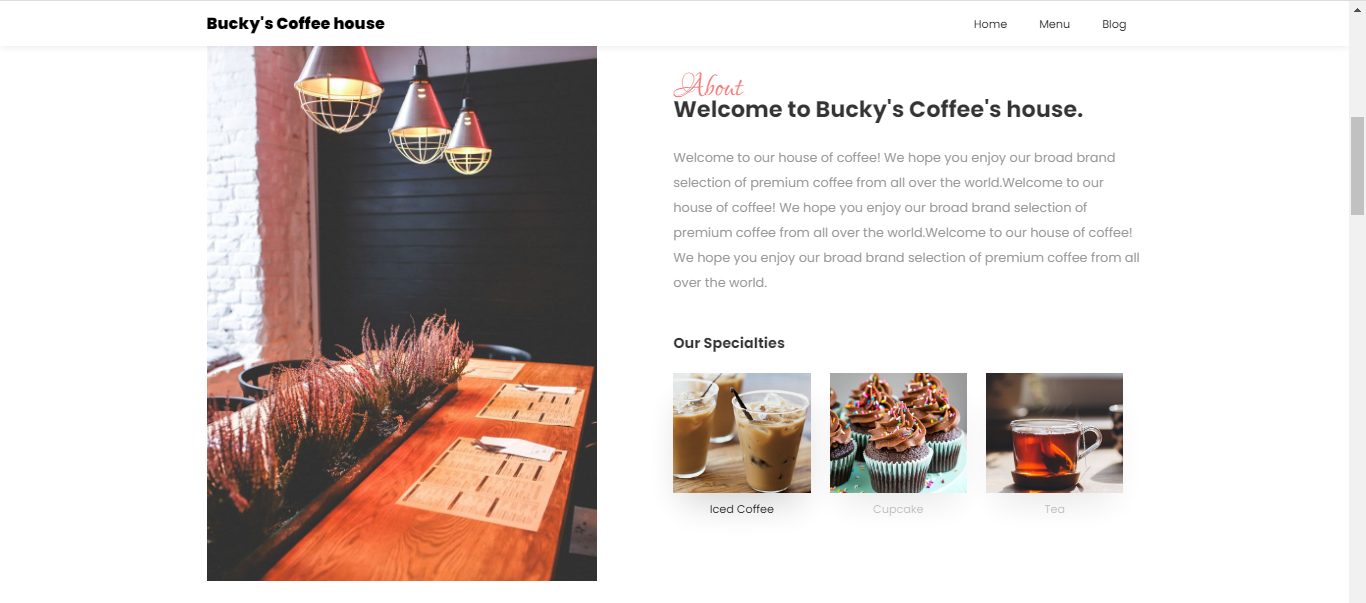 Bucky's Coffee house
Home
Menu
Blog
About
Welcome to Bucky's Coffee's house.
Welcome to our house of coffee! We hope you enjoy our broad brand
selection of premium coffee from all over the world.Welcome to our
house of coffee! We hope you enjoy our broad brand selection of
premium coffee from all over the world.Welcome to our house of coffee!
We hope you enjoy our broad brand selection of premium coffee from all
over the world.
Our Specialties
Iced Coffee
Cupcake
Tea